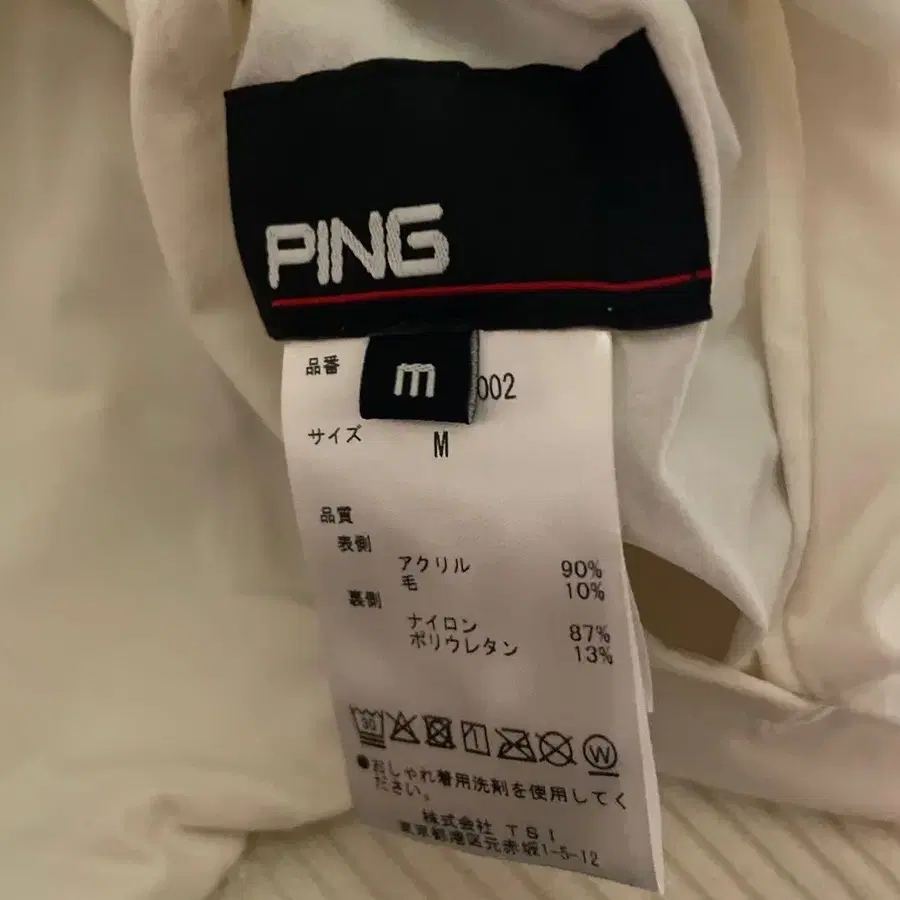 PING
m
品番 002
サイズ M
品質
表側
アクリル 90%
毛 10%
裏側
ナイロン 87%
ポリウレタン 13%
30
W
●おしゃれ着用洗剤を使用してく
ださい。
株式会社 TSI
東京都港区元赤坂1-5-12